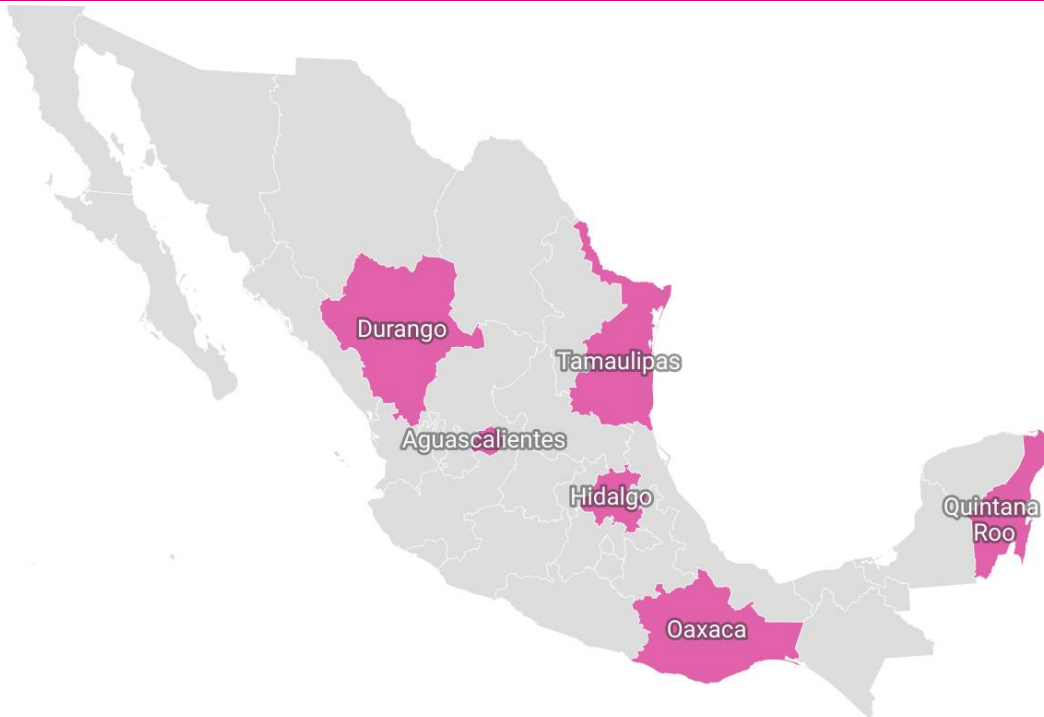 Durango
Tamaulipas
Aguascalientes
Hidalgo
Quintana
Roo
Oaxaca